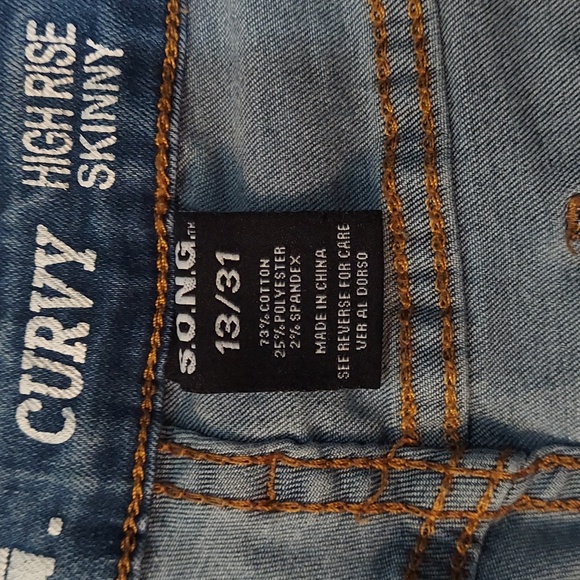 CURVY
HIGH RISE
SKINNY
S.O.N.G.™
13/31
73% COTTON
25% POLYESTER
2% SPANDEX
MADE IN CHINA
SEE REVERSE FOR CARE
VER AL DORSO